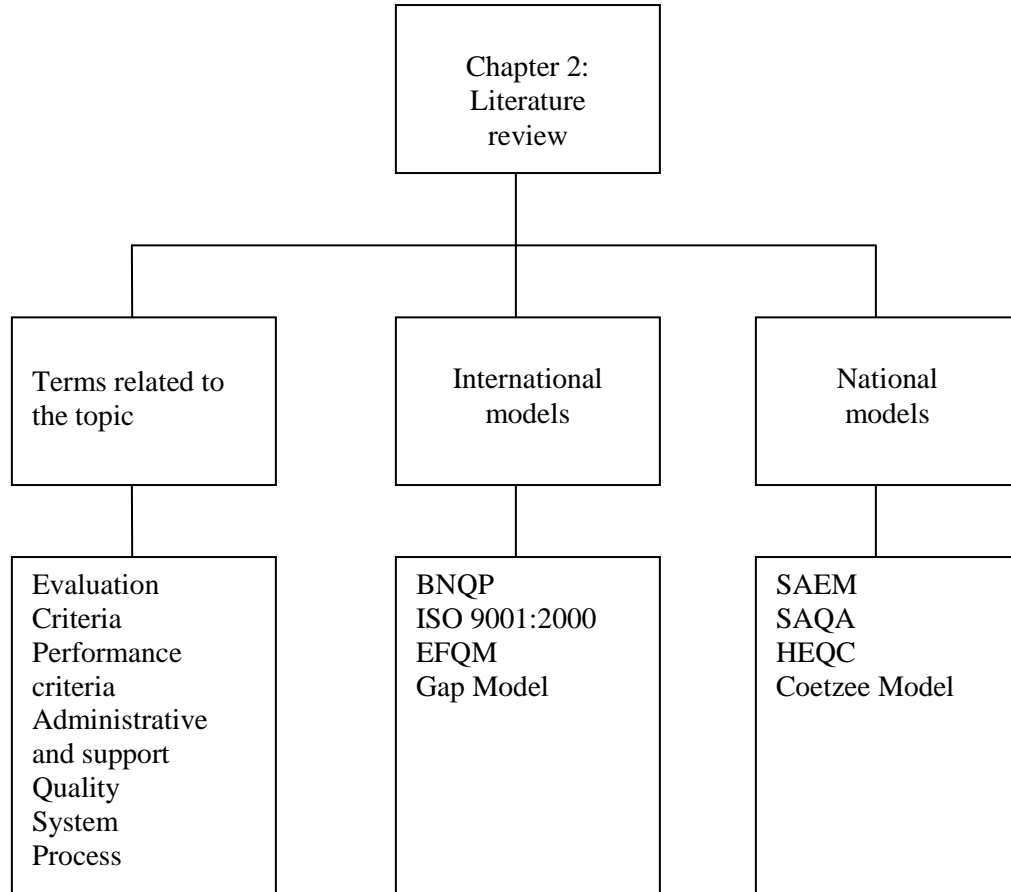 Chapter 2:
Literature
review
Terms related to
the topic
International
models
National
models
Evaluation
Criteria
Performance
criteria
Administrative
and support
Quality
System
Process
BNQP
ISO 9001:2000
EFQM
Gap Model
SAEM
SAQA
HEQC
Coetzee Model